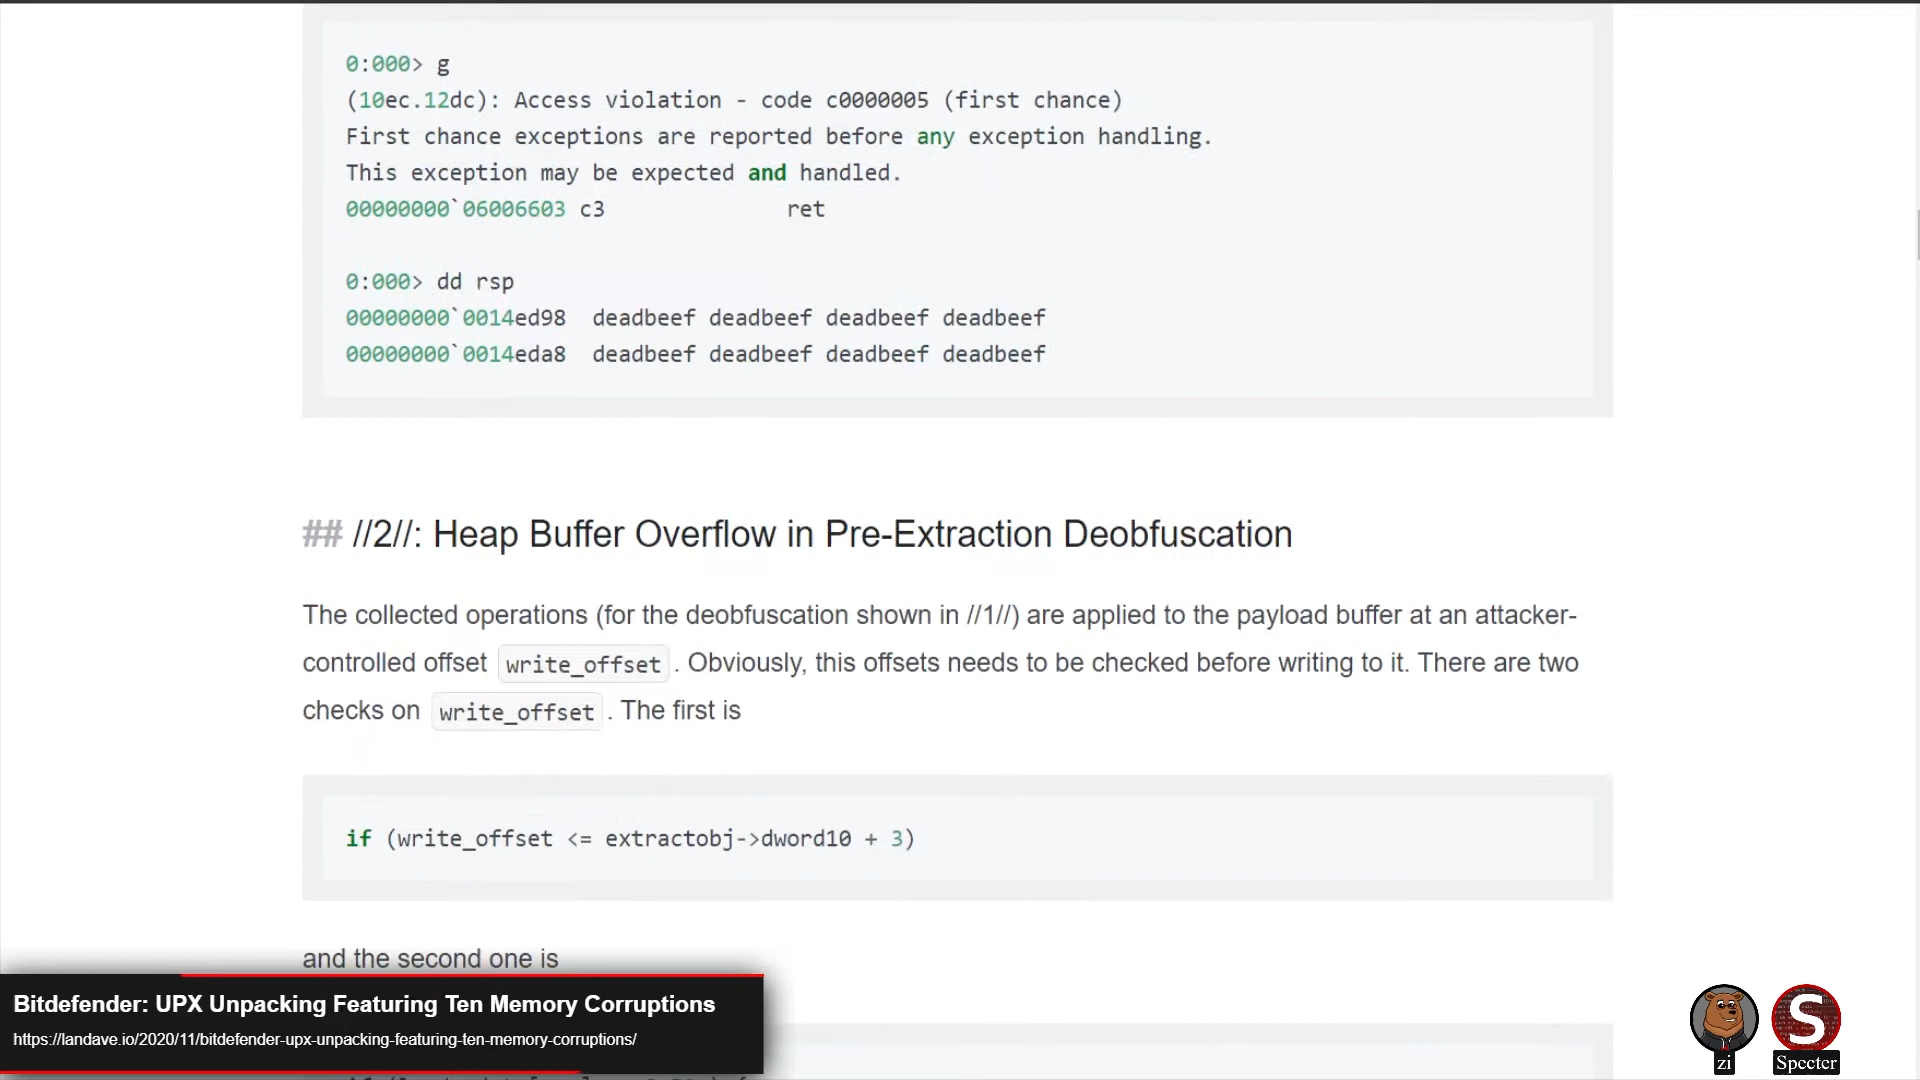 0:000> g
(10ec.12dc): Access violation - code c0000005 (first chance)
First chance exceptions are reported before any exception handling.
This exception may be expected and handled.
00000000`06006603 c3 ret
0:000> dd rsp
00000000`0014ed98 deadbeef deadbeef deadbeef deadbeef
00000000`0014eda8 deadbeef deadbeef deadbeef deadbeef
## //2//: Heap Buffer Overflow in Pre-Extraction Deobfuscation
The collected operations (for the deobfuscation shown in //1//) are applied to the payload buffer at an attacker-
controlled offset write_offset . Obviously, this offsets needs to be checked before writing to it. There are two
checks on write_offset . The first is
if (write_offset <= extractobj->dword10 + 3)
and the second one is
Bitdefender: UPX Unpacking Featuring Ten Memory Corruptions
https://landave.io/2020/11/bitdefender-upx-unpacking-featuring-ten-memory-corruptions/
S
zi
Specter